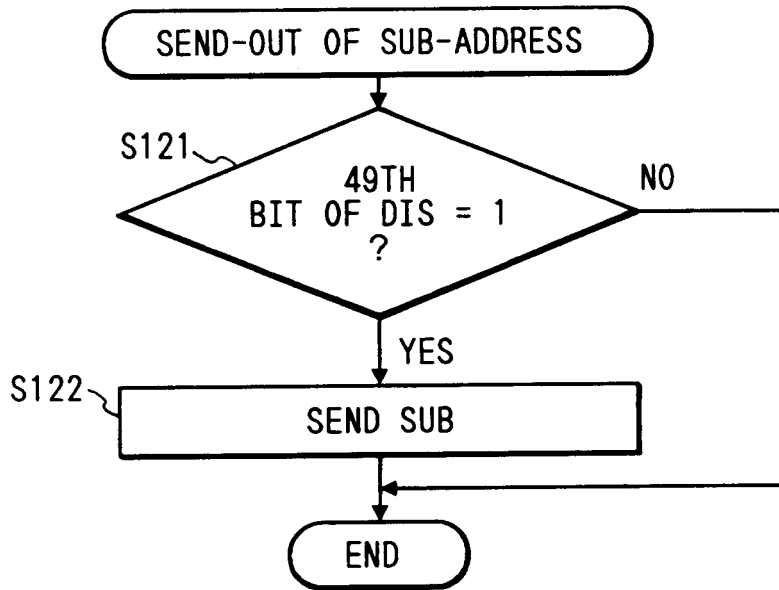 SEND-OUT OF SUB-ADDRESS
S121
49TH
BIT OF DIS = 1
?
NO
YES
S122
SEND SUB
END